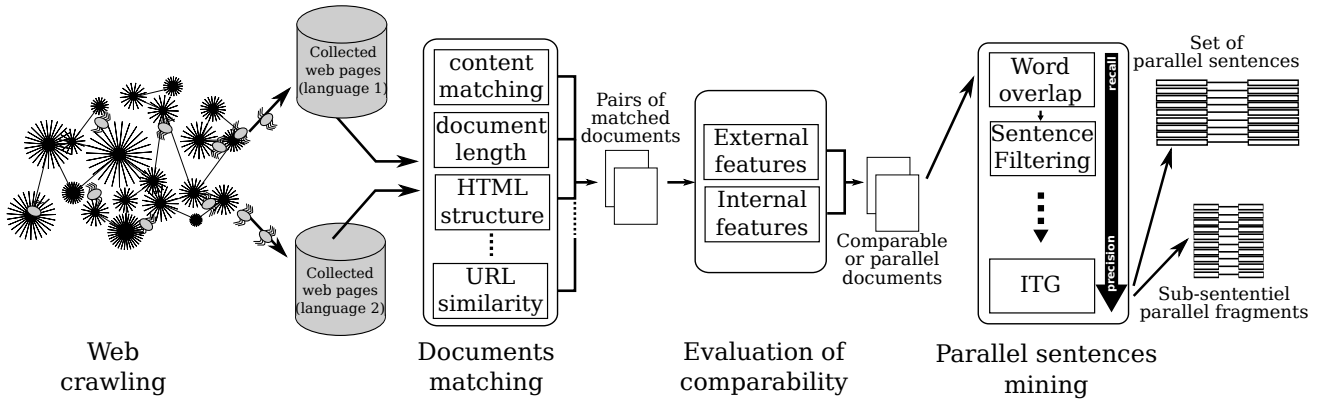 Collected
web pages
(language 1)
Collected
web pages
(language 2)
Web
crawling
content
matching
document
length
HTML
structure
URL
similarity
Documents
matching
Pairs of
matched
documents
External
features
Internal
features
Evaluation of
comparability
Comparable
or parallel
documents
Word
overlap
Sentence
Filtering
ITG
recall
precision
Parallel sentences
mining
Set of
parallel sentences
Sub-sententiel
parallel fragments